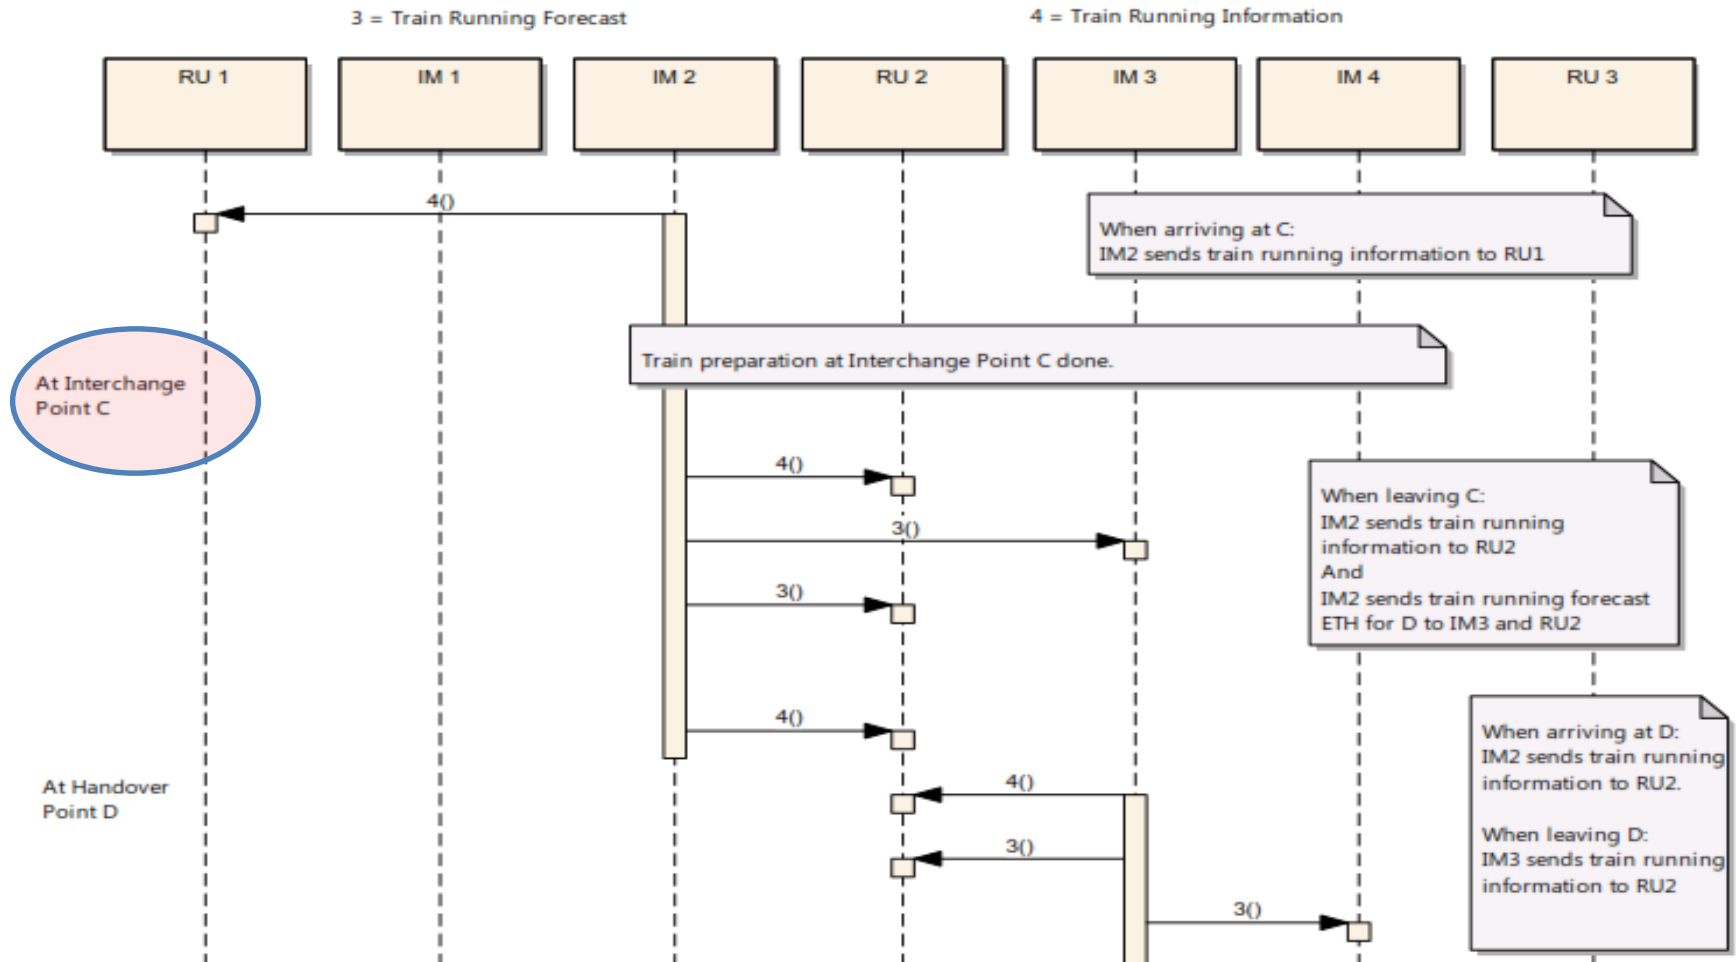 3 = Train Running Forecast
4 = Train Running Information
RU 1
IM 1
IM 2
RU 2
IM 3
IM 4
RU 3
4()
When arriving at C:
IM2 sends train running information to RU1
Train preparation at Interchange Point C done.
At Interchange
Point C
4()
3()
3()
When leaving C:
IM2 sends train running
information to RU2
And
IM2 sends train running forecast
ETH for D to IM3 and RU2
4()
At Handover
Point D
4()
3()
3()
When arriving at D:
IM2 sends train running
information to RU2.
When leaving D:
IM3 sends train running
information to RU2